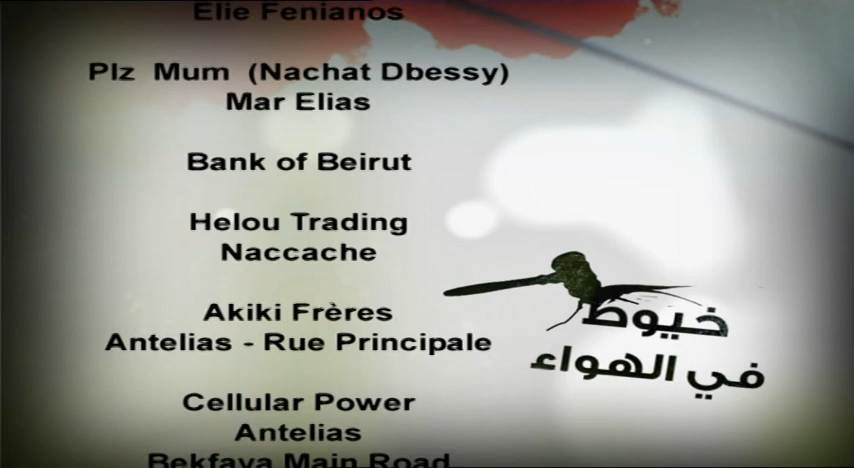 Elie Fenianos
Plz Mum (Nachat Dbessy)
Mar Elias
Bank of Beirut
Helou Trading
Naccache
Akiki Frères
Antelias - Rue Principale
Cellular Power
Antelias
Bekfaya Main Road
خيوط
في الهواء